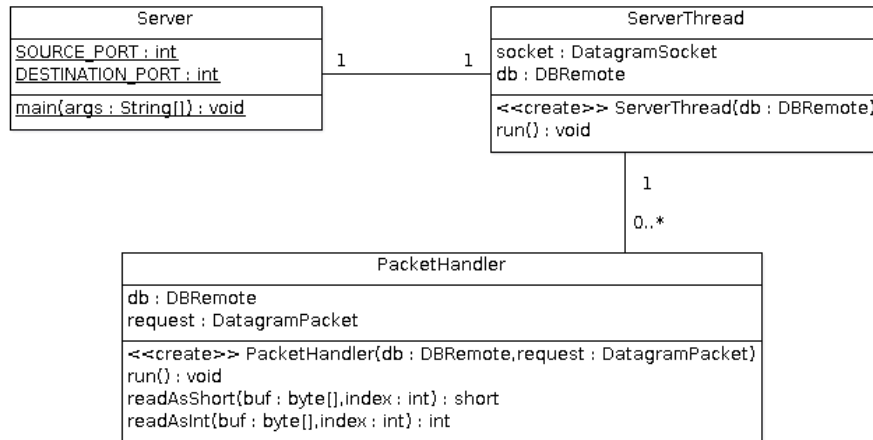 Server
SOURCE_PORT : int
DESTINATION_PORT : int
main(args : String[]) : void
1
1
ServerThread
socket : DatagramSocket
db : DBRemote
<<create>> ServerThread(db : DBRemote)
run() : void
1
0..*
PacketHandler
db : DBRemote
request : DatagramPacket
<<create>> PacketHandler(db : DBRemote,request : DatagramPacket)
run() : void
readAsShort(buf : byte[],index : int) : short
readAsInt(buf : byte[],index : int) : int